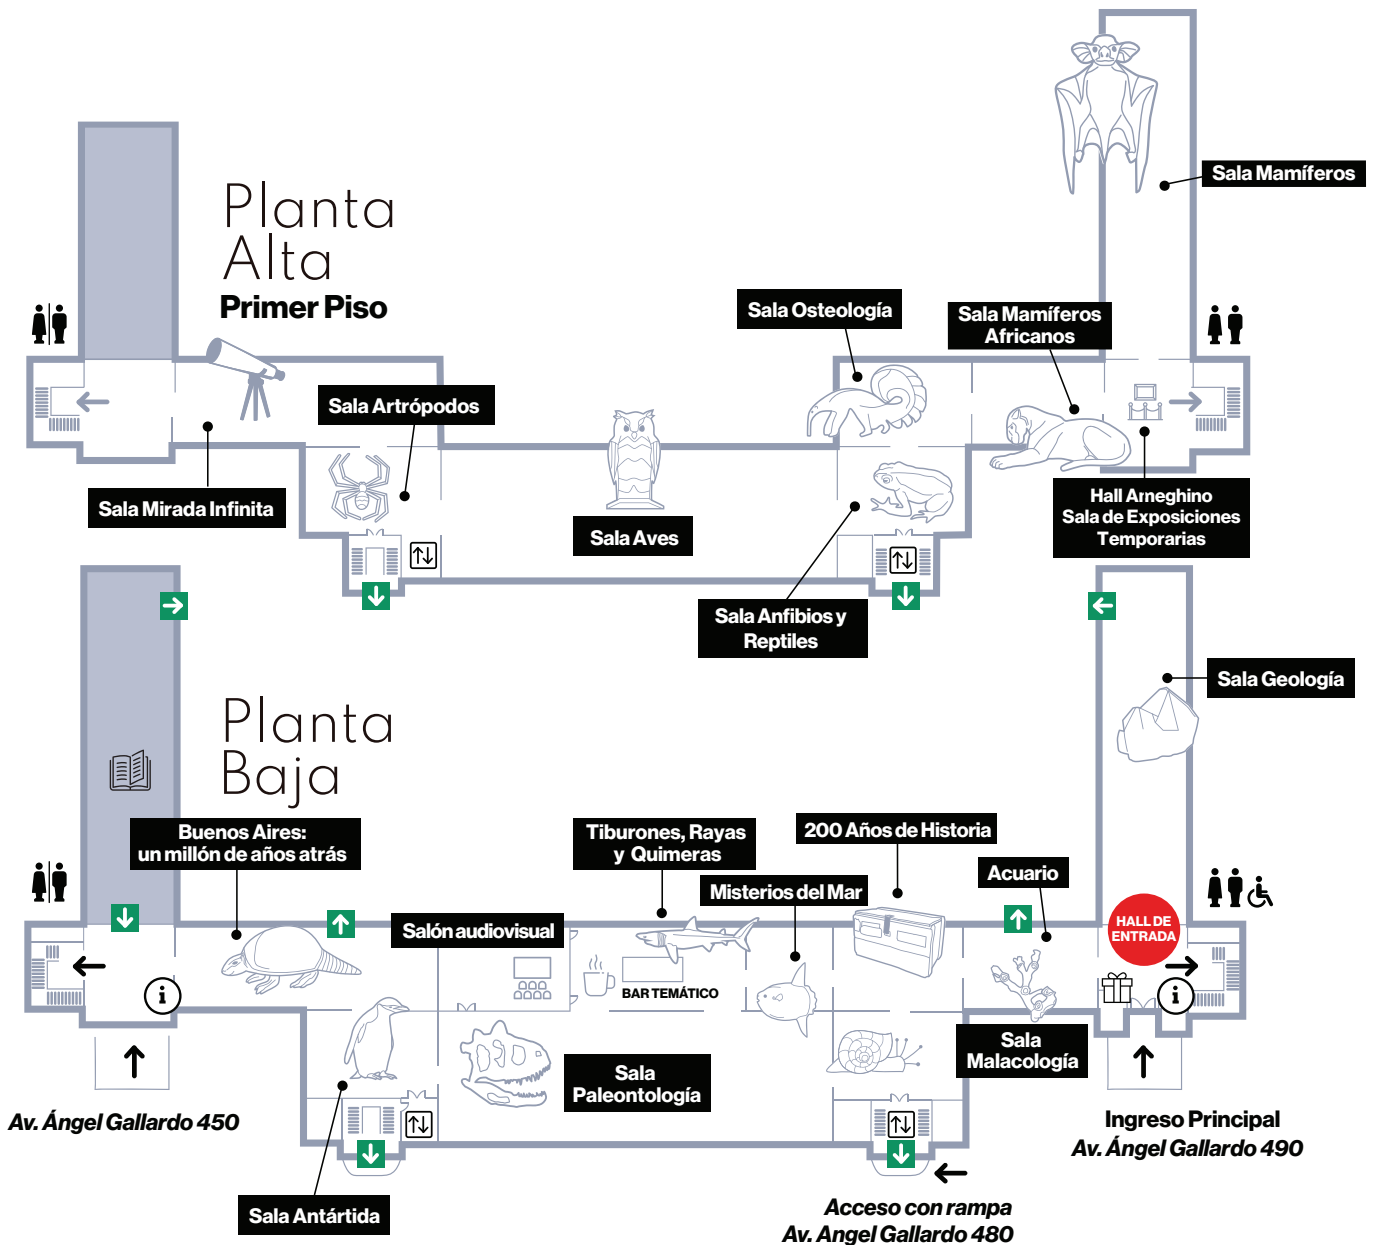 Sala Mamíferos
Planta
Alta
Primer Piso
Sala Osteología
Sala Mamíferos
Africanos
Sala Artrópodos
Sala Mirada Infinita
Sala Aves
Hall Ameghino
Sala de Exposiciones
Temporarias
Sala Anfibios y
Reptiles
Sala Geología
Planta
Baja
Buenos Aires:
un millón de años atrás
Tiburones, Rayas
y Quimeras
200 Años de Historia
Misterios del Mar
Acuario
Salón audiovisual
HALL DE
ENTRADA
BAR TEMÁTICO
i
i
Sala
Malacología
Sala
Paleontología
Av. Ángel Gallardo 450
Ingreso Principal
Av. Ángel Gallardo 490
Sala Antártida
Acceso con rampa
Av. Angel Gallardo 480